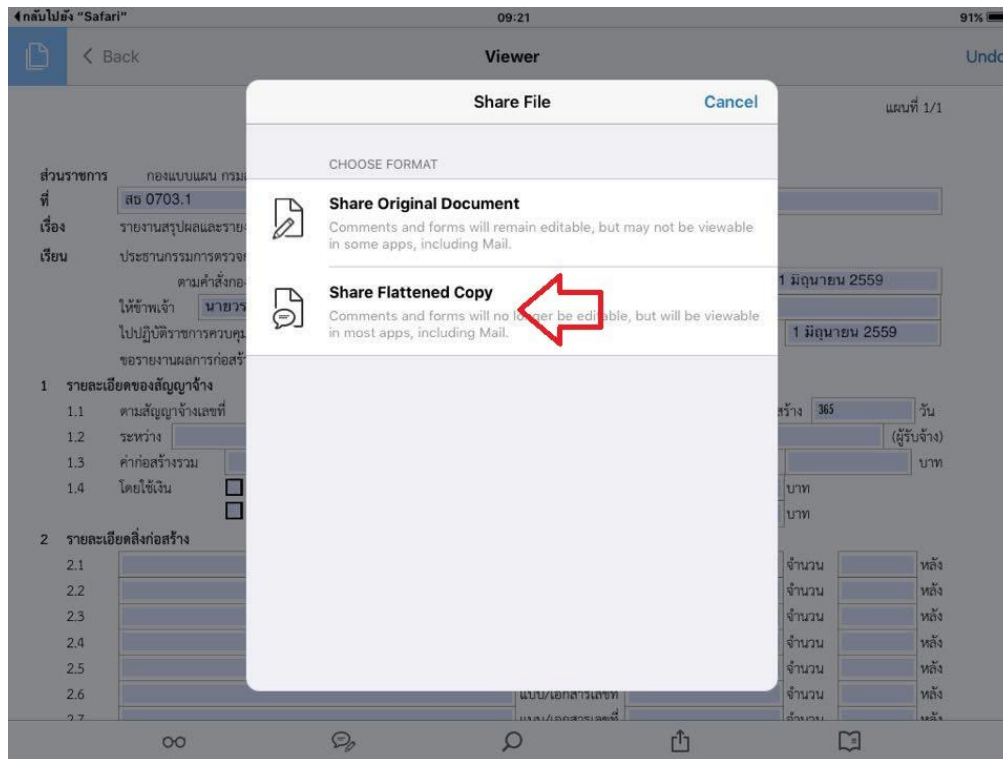 กลับไปยัง "Safari" 09:21 91%
Back Viewer Undo
Share File Cancel
แผนที่ 1/1
CHOOSE FORMAT
ส่วนราชการ กองแบบแผน
ที่ สธ 0703.1
Share Original Document
Comments and forms will remain editable, but may not be viewable
in some apps, including Mail.
เรื่อง รายงานสรุปผลและ
เรียน ประธานกรรมการตรวจ
ตามคำสั่ง 1 มิถุนายน 2559
Share Flattened Copy
Comments and forms will no longer be editable, but will be viewable
in most apps, including Mail.
ให้ข้าพเจ้า
ไปปฏิบัติราชการควบคุม 1 มิถุนายน 2559
ขอรายงานผลการ
1 รายละเอียดของสัญญาจ้าง
1.1 ตามสัญญาจ้างเลขที่ 365 วัน
1.2 ระหว่าง (ผู้รับจ้าง)
1.3 ค่าก่อสร้างรวม บาท
1.4 โดยใช้เงิน บาท
บาท
2 รายละเอียดสิ่งก่อสร้าง
2.1 จำนวน หลัง
2.2 จำนวน หลัง
2.3 จำนวน หลัง
2.4 จำนวน หลัง
2.5 จำนวน หลัง
2.6 แบบ/เอกสารเลขที่ จำนวน หลัง